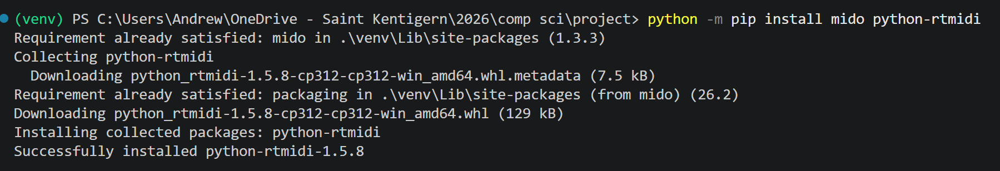 (venv) PS C:\Users\Andrew\OneDrive - Saint Kentigern\2026\comp sci\project> python -m pip install mido python-rtmidi
Requirement already satisfied: mido in .\venv\Lib\site-packages (1.3.3)
Collecting python-rtmidi
  Downloading python_rtmidi-1.5.8-cp312-cp312-win_amd64.whl.metadata (7.5 kB)
Requirement already satisfied: packaging in .\venv\Lib\site-packages (from mido) (26.2)
Downloading python_rtmidi-1.5.8-cp312-cp312-win_amd64.whl (129 kB)
Installing collected packages: python-rtmidi
Successfully installed python-rtmidi-1.5.8